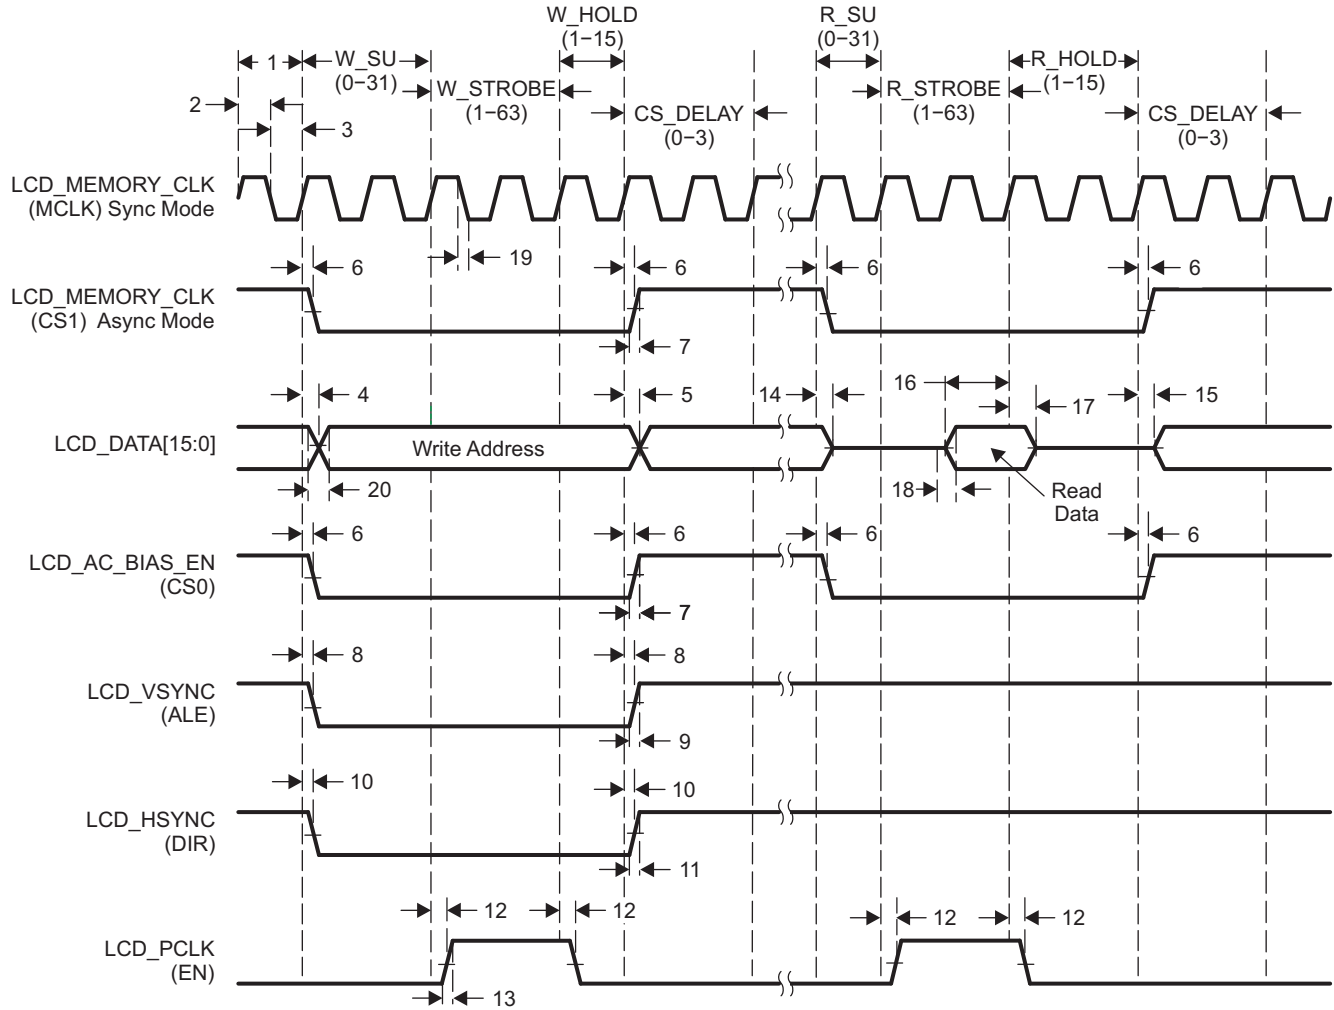 W_HOLD
(1−15)
R_SU
(0−31)
1
W_SU
(0−31)
R_HOLD
(1−15)
2
W_STROBE
(1−63)
R_STROBE
(1−63)
3
CS_DELAY
(0−3)
CS_DELAY
(0−3)
LCD_MEMORY_CLK
(MCLK) Sync Mode
19
6
6
6
6
LCD_MEMORY_CLK
(CS1) Async Mode
7
4
5
14
16
17
15
LCD_DATA[15:0]
Write Address
20
18
Read
Data
6
6
6
6
LCD_AC_BIAS_EN
(CS0)
7
8
8
LCD_VSYNC
(ALE)
9
10
10
LCD_HSYNC
(DIR)
11
12
12
12
12
LCD_PCLK
(EN)
13